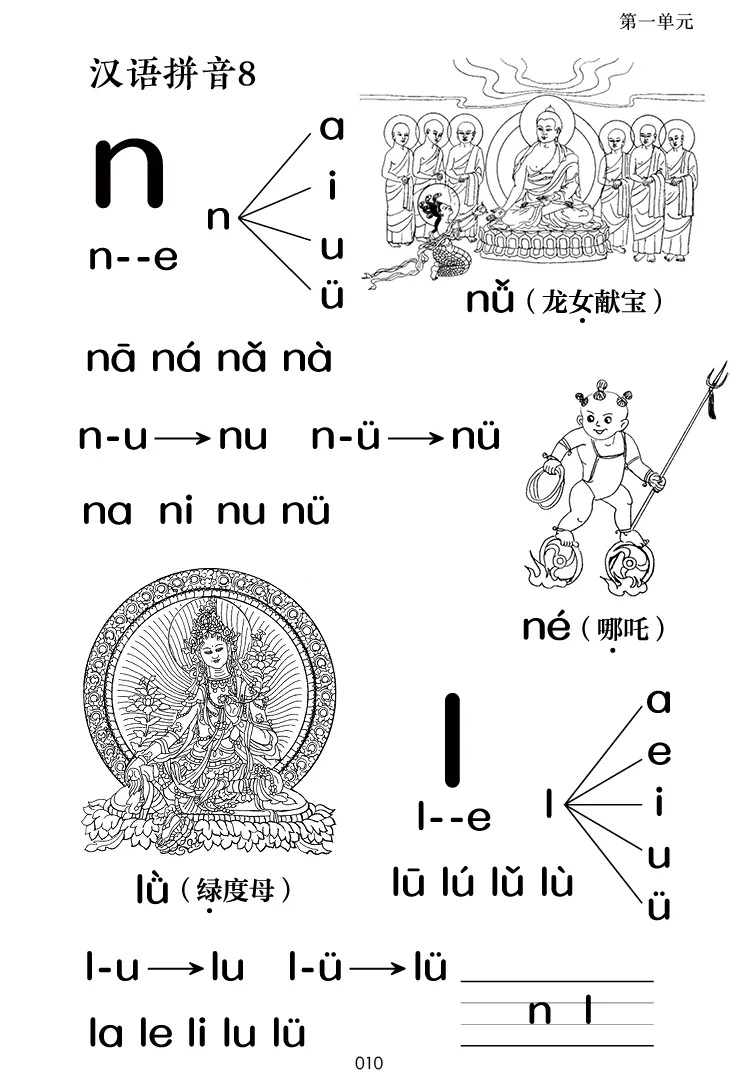 第一单元
汉语拼音8
n
n--e
n
a
i
u
ü
nǚ（龙女献宝）
nā ná nǎ nà
n-u→nu n-ü→nü
na ni nu nü
né（哪吒）
lǜ（绿度母）
l
l--e
l
a
e
i
u
ü
lū lú lǔ lù
l-u→lu l-ü→lü
la le li lu lü
n l
010